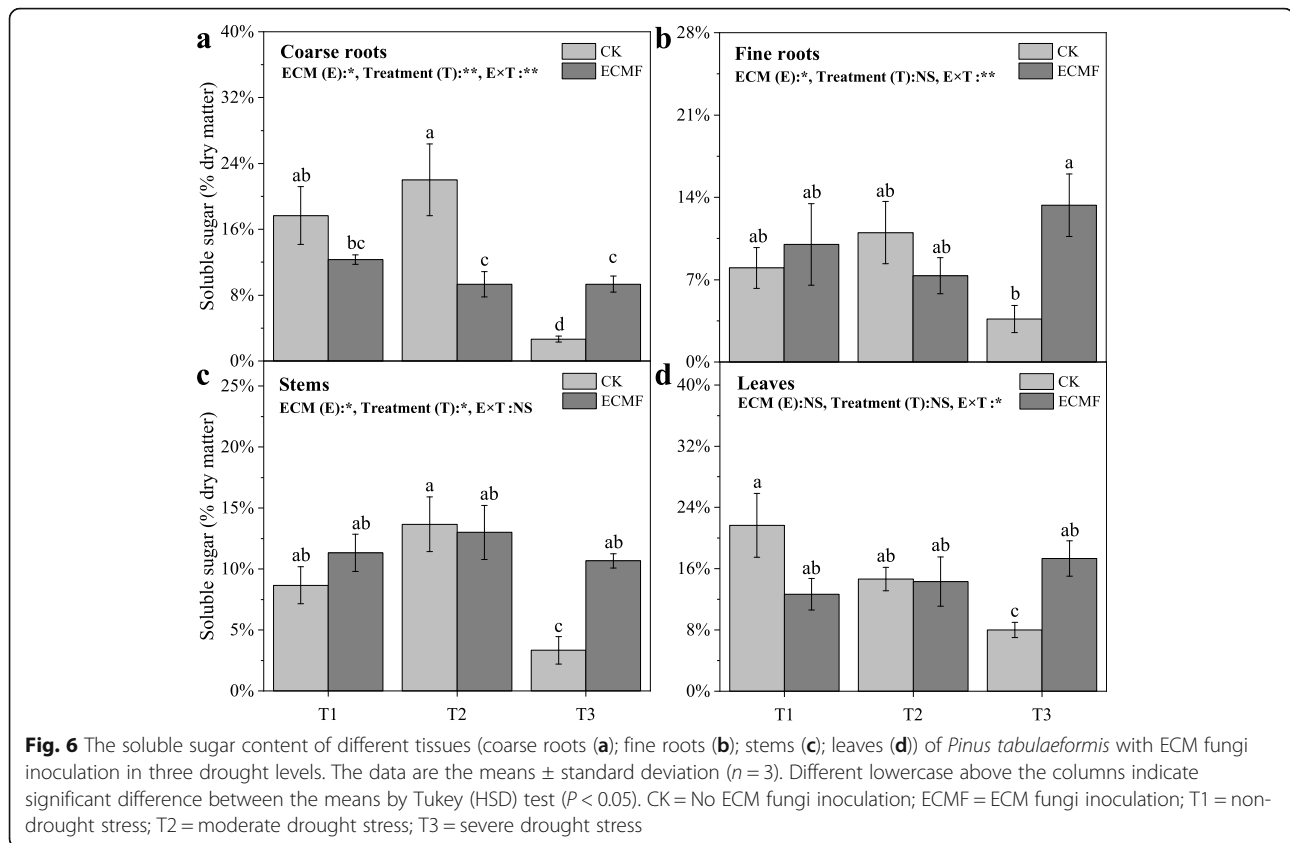 a
Coarse roots
ECM (E):*, Treatment (T):**, E×T :**
CK
ECMF
Soluble sugar (% dry matter)
40%
32%
24%
16%
8%
0%
ab
bc
a
c
d
c
b
Fine roots
ECM (E):*, Treatment (T):NS, E×T :**
CK
ECMF
28%
21%
14%
7%
0%
ab
ab
ab
ab
b
a
c
Stems
ECM (E):*, Treatment (T):*, E×T :NS
CK
ECMF
Soluble sugar (% dry matter)
25%
20%
15%
10%
5%
0%
ab
ab
a
ab
c
ab
T1
T2
T3
d
Leaves
ECM (E):NS, Treatment (T):NS, E×T :*
CK
ECMF
40%
32%
24%
16%
8%
0%
a
ab
ab
ab
c
ab
T1
T2
T3
Fig. 6 The soluble sugar content of different tissues (coarse roots (a); fine roots (b); stems (c); leaves (d)) of Pinus tabulaeformis with ECM fungi
inoculation in three drought levels. The data are the means ± standard deviation (n = 3). Different lowercase above the columns indicate
significant difference between the means by Tukey (HSD) test (P < 0.05). CK = No ECM fungi inoculation; ECMF = ECM fungi inoculation; T1 = non-
drought stress; T2 = moderate drought stress; T3 = severe drought stress